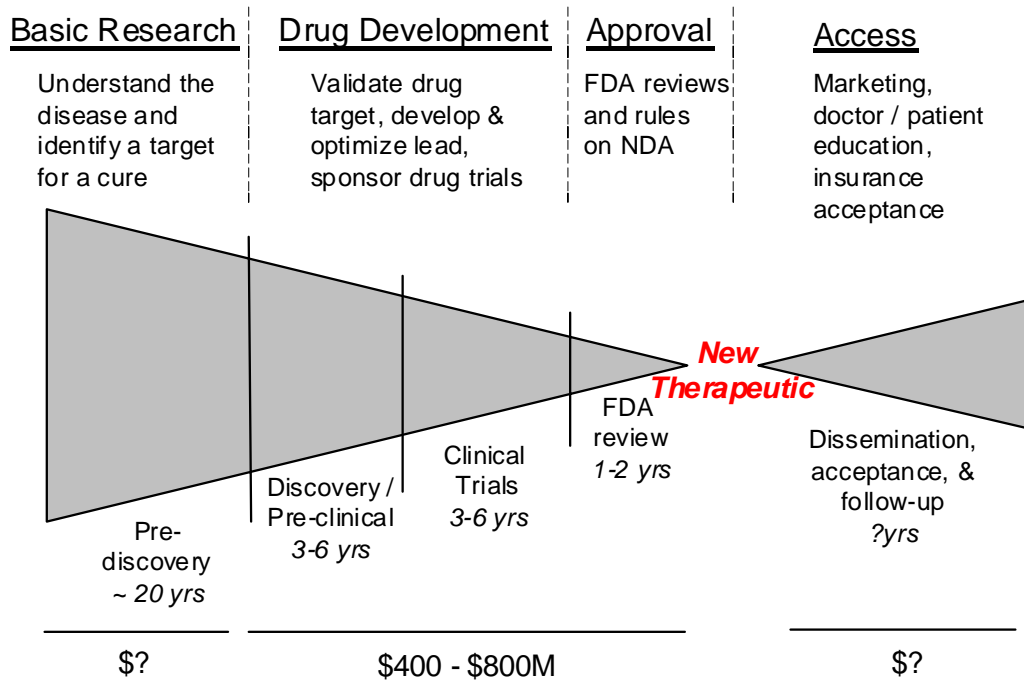 Basic Research
Understand the
disease and
identify a target
for a cure
Drug Development
Validate drug
target, develop &
optimize lead,
sponsor drug trials
Approval
FDA reviews
and rules
on NDA
Access
Marketing,
doctor / patient
education,
insurance
acceptance
New
Therapeutic
Pre-
discovery
~ 20 yrs
Discovery /
Pre-clinical
3-6 yrs
Clinical
Trials
3-6 yrs
FDA
review
1-2 yrs
Dissemination,
acceptance, &
follow-up
?yrs
$?
$400 - $800M
$?